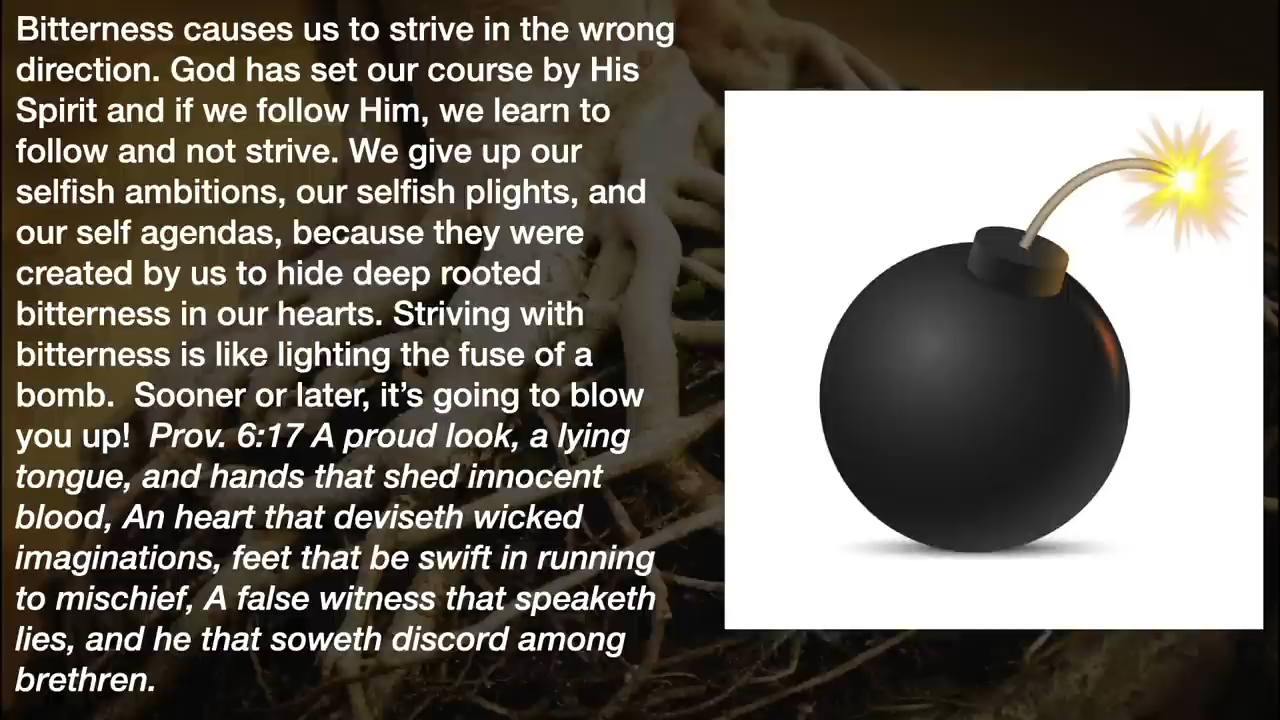 Bitterness causes us to strive in the wrong
direction. God has set our course by His
Spirit and if we follow Him, we learn to
follow and not strive. We give up our
selfish ambitions, our selfish plights, and
our self agendas, because they were
created by us to hide deep rooted
bitterness in our hearts. Striving with
bitterness is like lighting the fuse of a
bomb.  Sooner or later, it’s going to blow
you up!  Prov. 6:17 A proud look, a lying
tongue, and hands that shed innocent
blood, An heart that deviseth wicked
imaginations, feet that be swift in running
to mischief, A false witness that speaketh
lies, and he that soweth discord among
brethren.